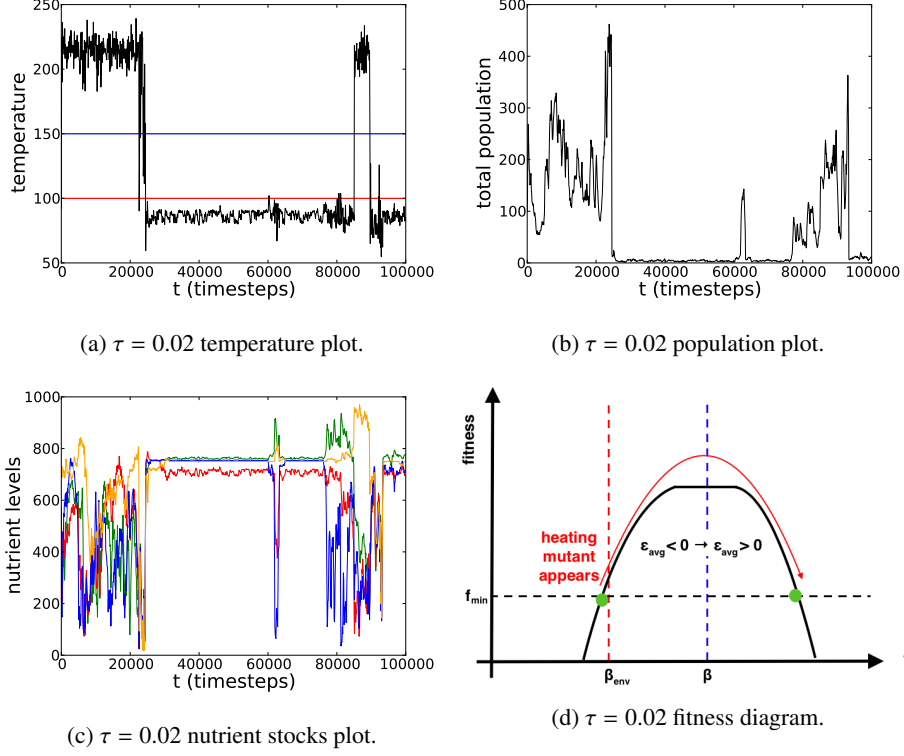 250
200
150
100
50
temperature
0
20000
40000
60000
80000
100000
t (timesteps)
(a) τ = 0.02 temperature plot.
500
400
300
200
100
0
total population
0
20000
40000
60000
80000
100000
t (timesteps)
(b) τ = 0.02 population plot.
1000
800
600
400
200
0
nutrient levels
0
20000
40000
60000
80000
100000
t (timesteps)
(c) τ = 0.02 nutrient stocks plot.
fitness
heating
mutant
appears
ε_avg < 0 → ε_avg > 0
f_min
β_env
β
(d) τ = 0.02 fitness diagram.